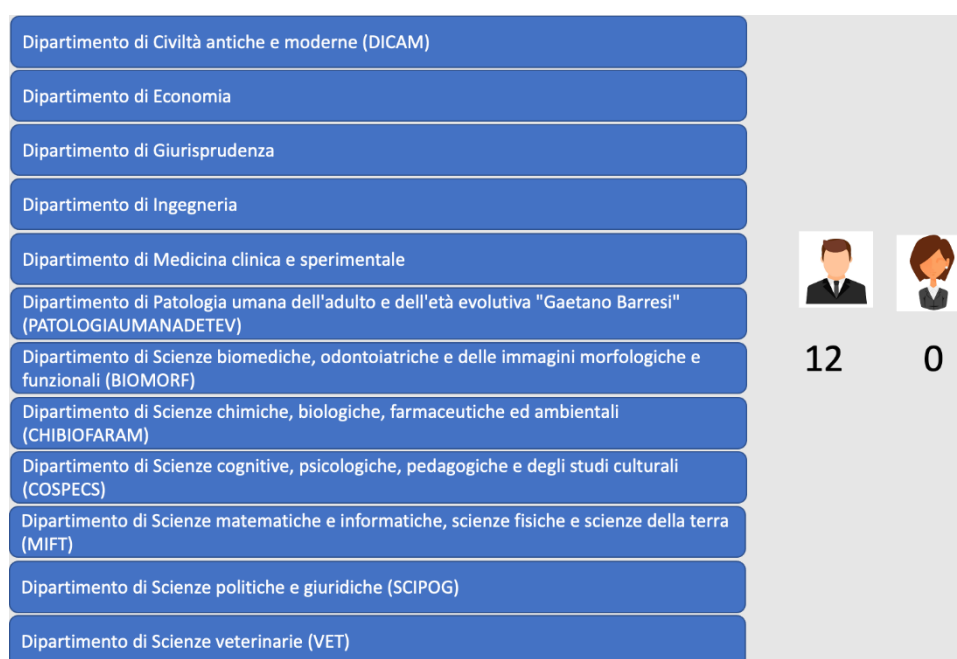 Dipartimento di Civiltà antiche e moderne (DICAM)
Dipartimento di Economia
Dipartimento di Giurisprudenza
Dipartimento di Ingegneria
Dipartimento di Medicina clinica e sperimentale
Dipartimento di Patologia umana dell'adulto e dell'età evolutiva "Gaetano Barresi"
(PATOLOGIAUMANADETEV)
Dipartimento di Scienze biomediche, odontoiatriche e delle immagini morfologiche e
funzionali (BIOMORF)
Dipartimento di Scienze chimiche, biologiche, farmaceutiche ed ambientali
(CHIBIOFARAM)
Dipartimento di Scienze cognitive, psicologiche, pedagogiche e degli studi culturali
(COSPECS)
Dipartimento di Scienze matematiche e informatiche, scienze fisiche e scienze della terra
(MIFT)
Dipartimento di Scienze politiche e giuridiche (SCIPOG)
Dipartimento di Scienze veterinarie (VET)
12 0